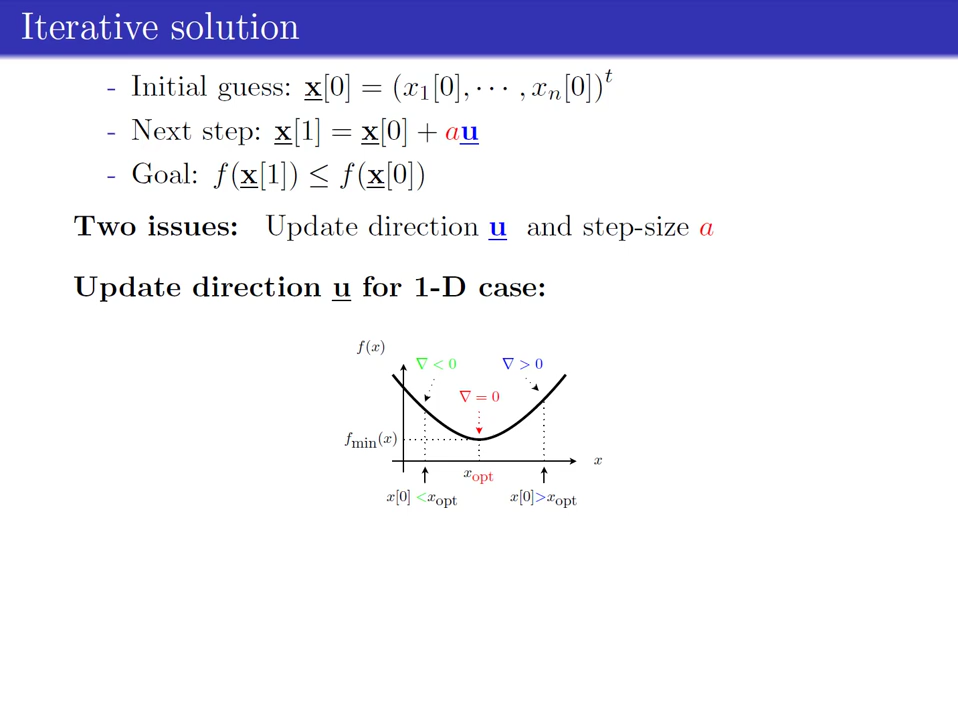 Iterative solution
- Initial guess: x[0] = (x₁[0], ··· , xₙ[0])ᵗ
- Next step: x[1] = x[0] + au
- Goal: f(x[1]) ≤ f(x[0])
Two issues: Update direction u and step-size a
Update direction u for 1-D case:
f(x)
∇ < 0 ∇ > 0
∇ = 0
fmin(x)
x
xopt
x[0] <xopt x[0]>xopt